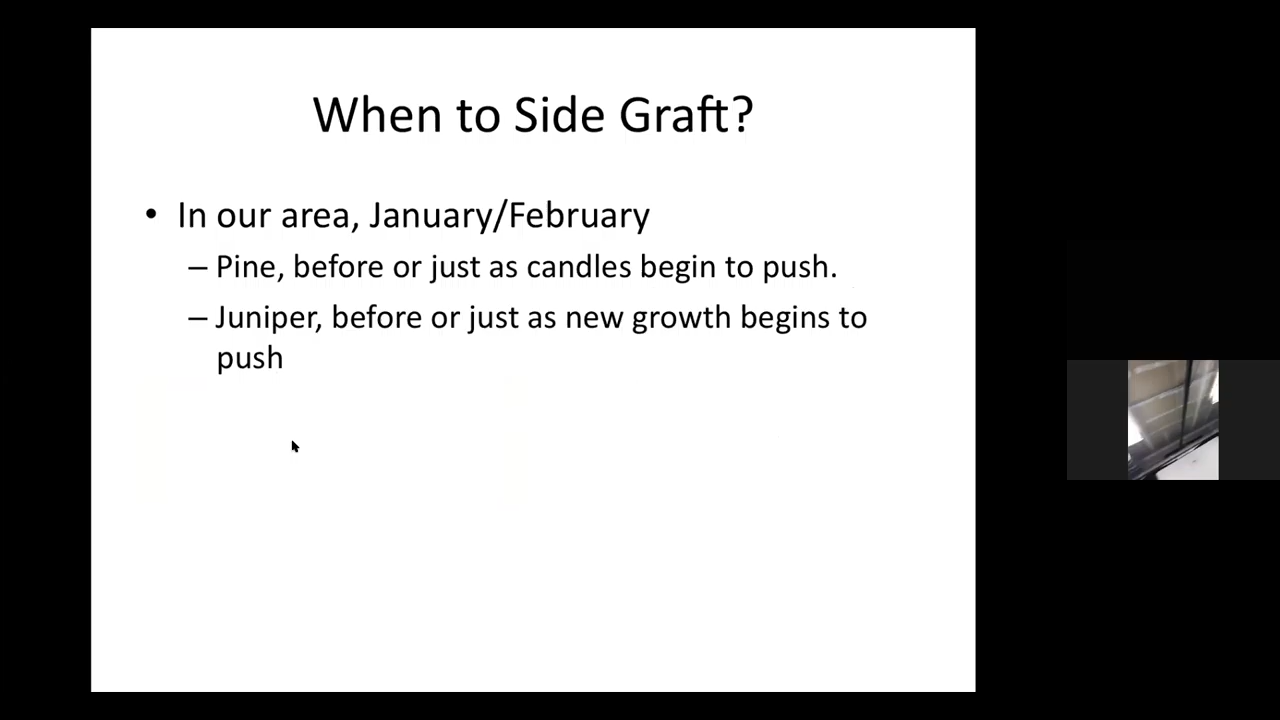 When to Side Graft?
• In our area, January/February
– Pine, before or just as candles begin to push.
– Juniper, before or just as new growth begins to
push